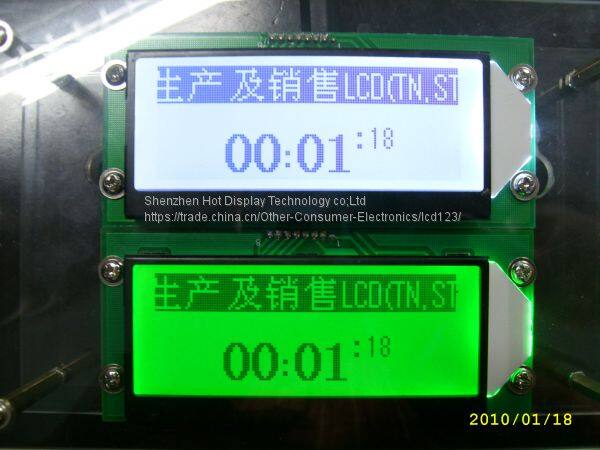 生产及销售LCD(TN,ST
00:01:18
Shenzhen Hot Display Technology co;Ltd
https://trade.china.cn/Other-Consumer-Electronics/lcd123/
生产及销售LCD(TN,ST
00:01:18
2010/01/18